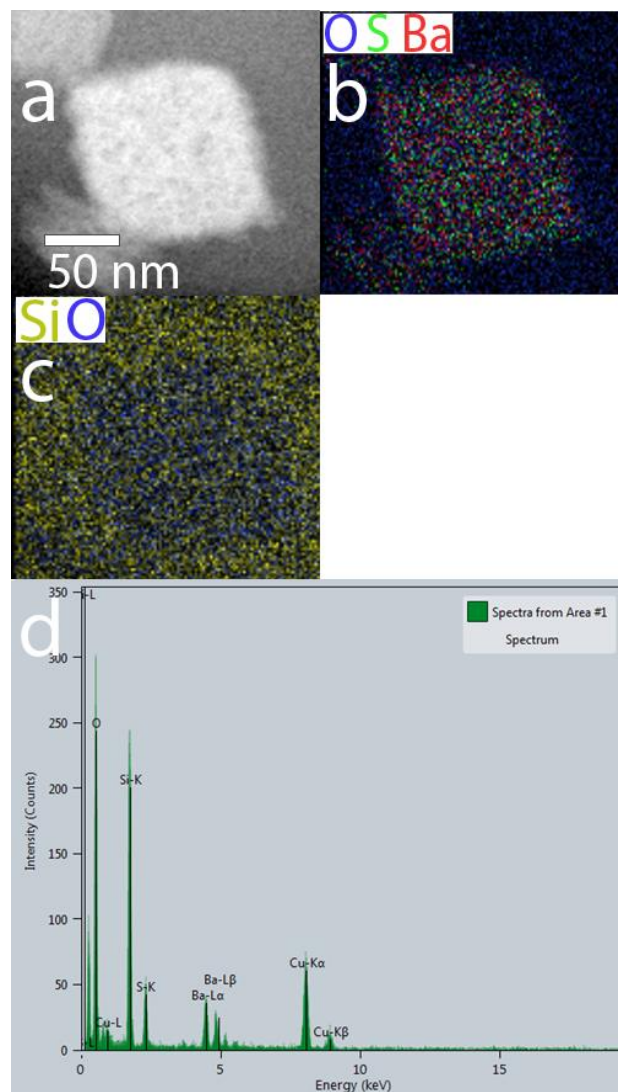 a
50 nm
O S Ba
b
Si O
c
d
Spectra from Area #1
Spectrum
Intensity (Counts)
350
300
250
200
150
100
50
0
O
Si-K
Cu-L
S-K
Ba-Lα
Ba-Lβ
Cu-Kα
Cu-Kβ
0
5
10
15
Energy (keV)